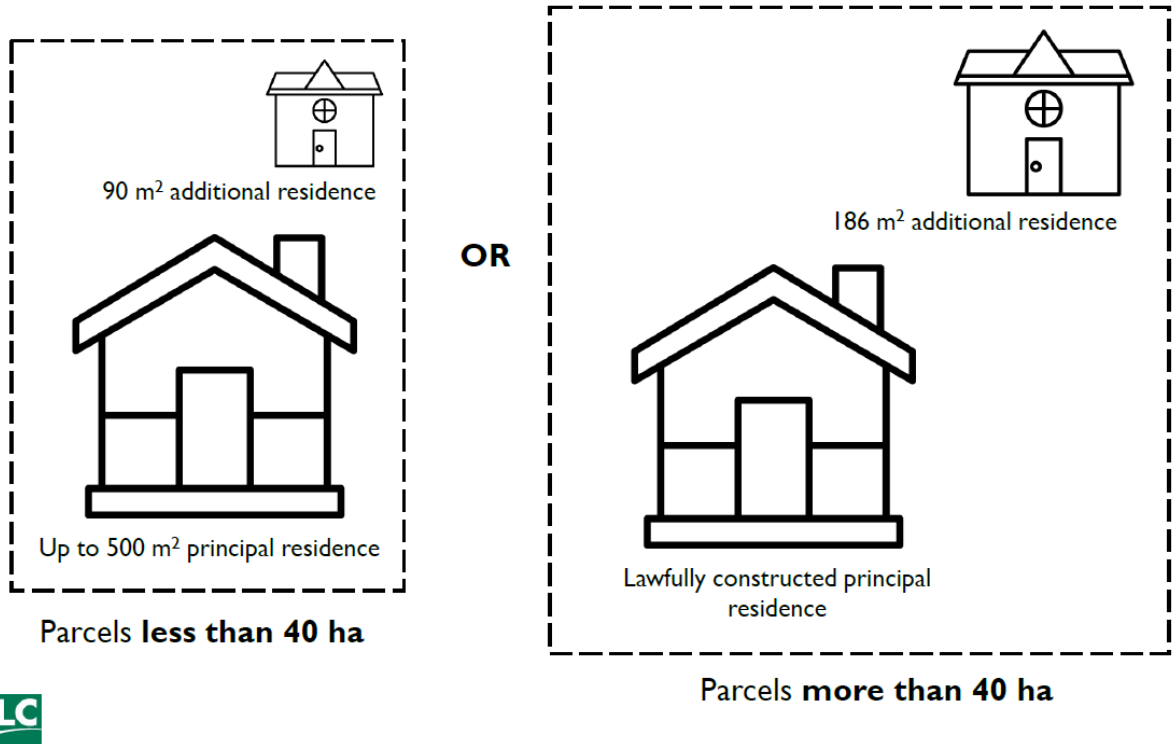 90 m² additional residence
Up to 500 m² principal residence
Parcels less than 40 ha
OR
186 m² additional residence
Lawfully constructed principal
residence
Parcels more than 40 ha
LC